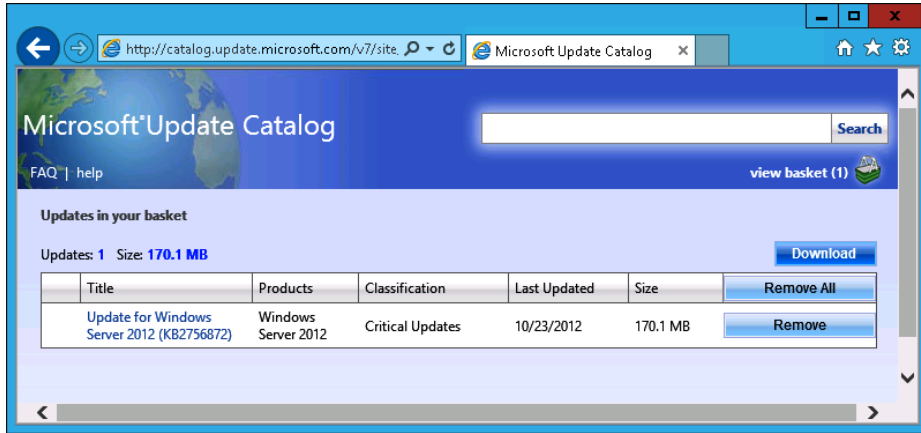 http://catalog.update.microsoft.com/v7/site,
Microsoft Update Catalog
Microsoft Update Catalog
Search
FAQ | help
view basket (1)
Updates in your basket
Updates: 1 Size: 170.1 MB
Download
Title Products Classification Last Updated Size Remove All
Update for Windows Server 2012 (KB2756872) Windows Server 2012 Critical Updates 10/23/2012 170.1 MB Remove